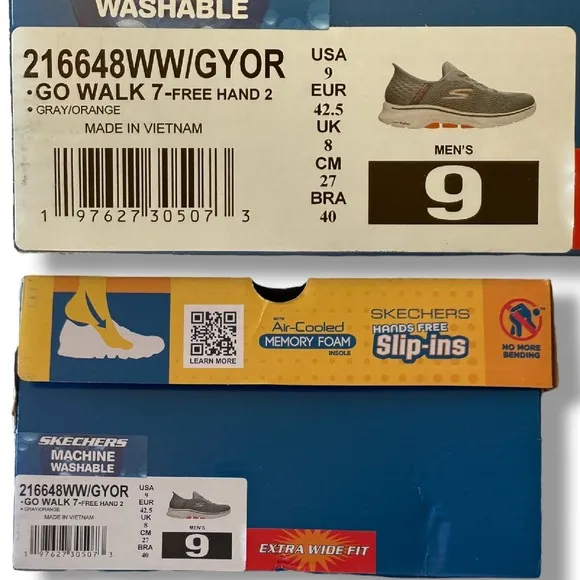 WASHABLE
216648WW/GYOR
•GO WALK 7-FREE HAND 2
• GRAY/ORANGE
MADE IN VIETNAM
1 97627 30507 3
USA
9
EUR
42.5
UK
8
CM
27
BRA
40
MEN'S
9
LEARN MORE
WITH
Air-Cooled
MEMORY FOAM
INSOLE
SKECHERS
HANDS FREE
Slip-ins
NO MORE
BENDING
SKECHERS
MACHINE
WASHABLE
216648WW/GYOR
•GO WALK 7-FREE HAND 2
•GRAY/ORANGE
MADE IN VIETNAM
1 97627 30507 3
USA
9
EUR
42.5
UK
8
CM
27
BRA
40
MEN'S
9
EXTRA WIDE FIT